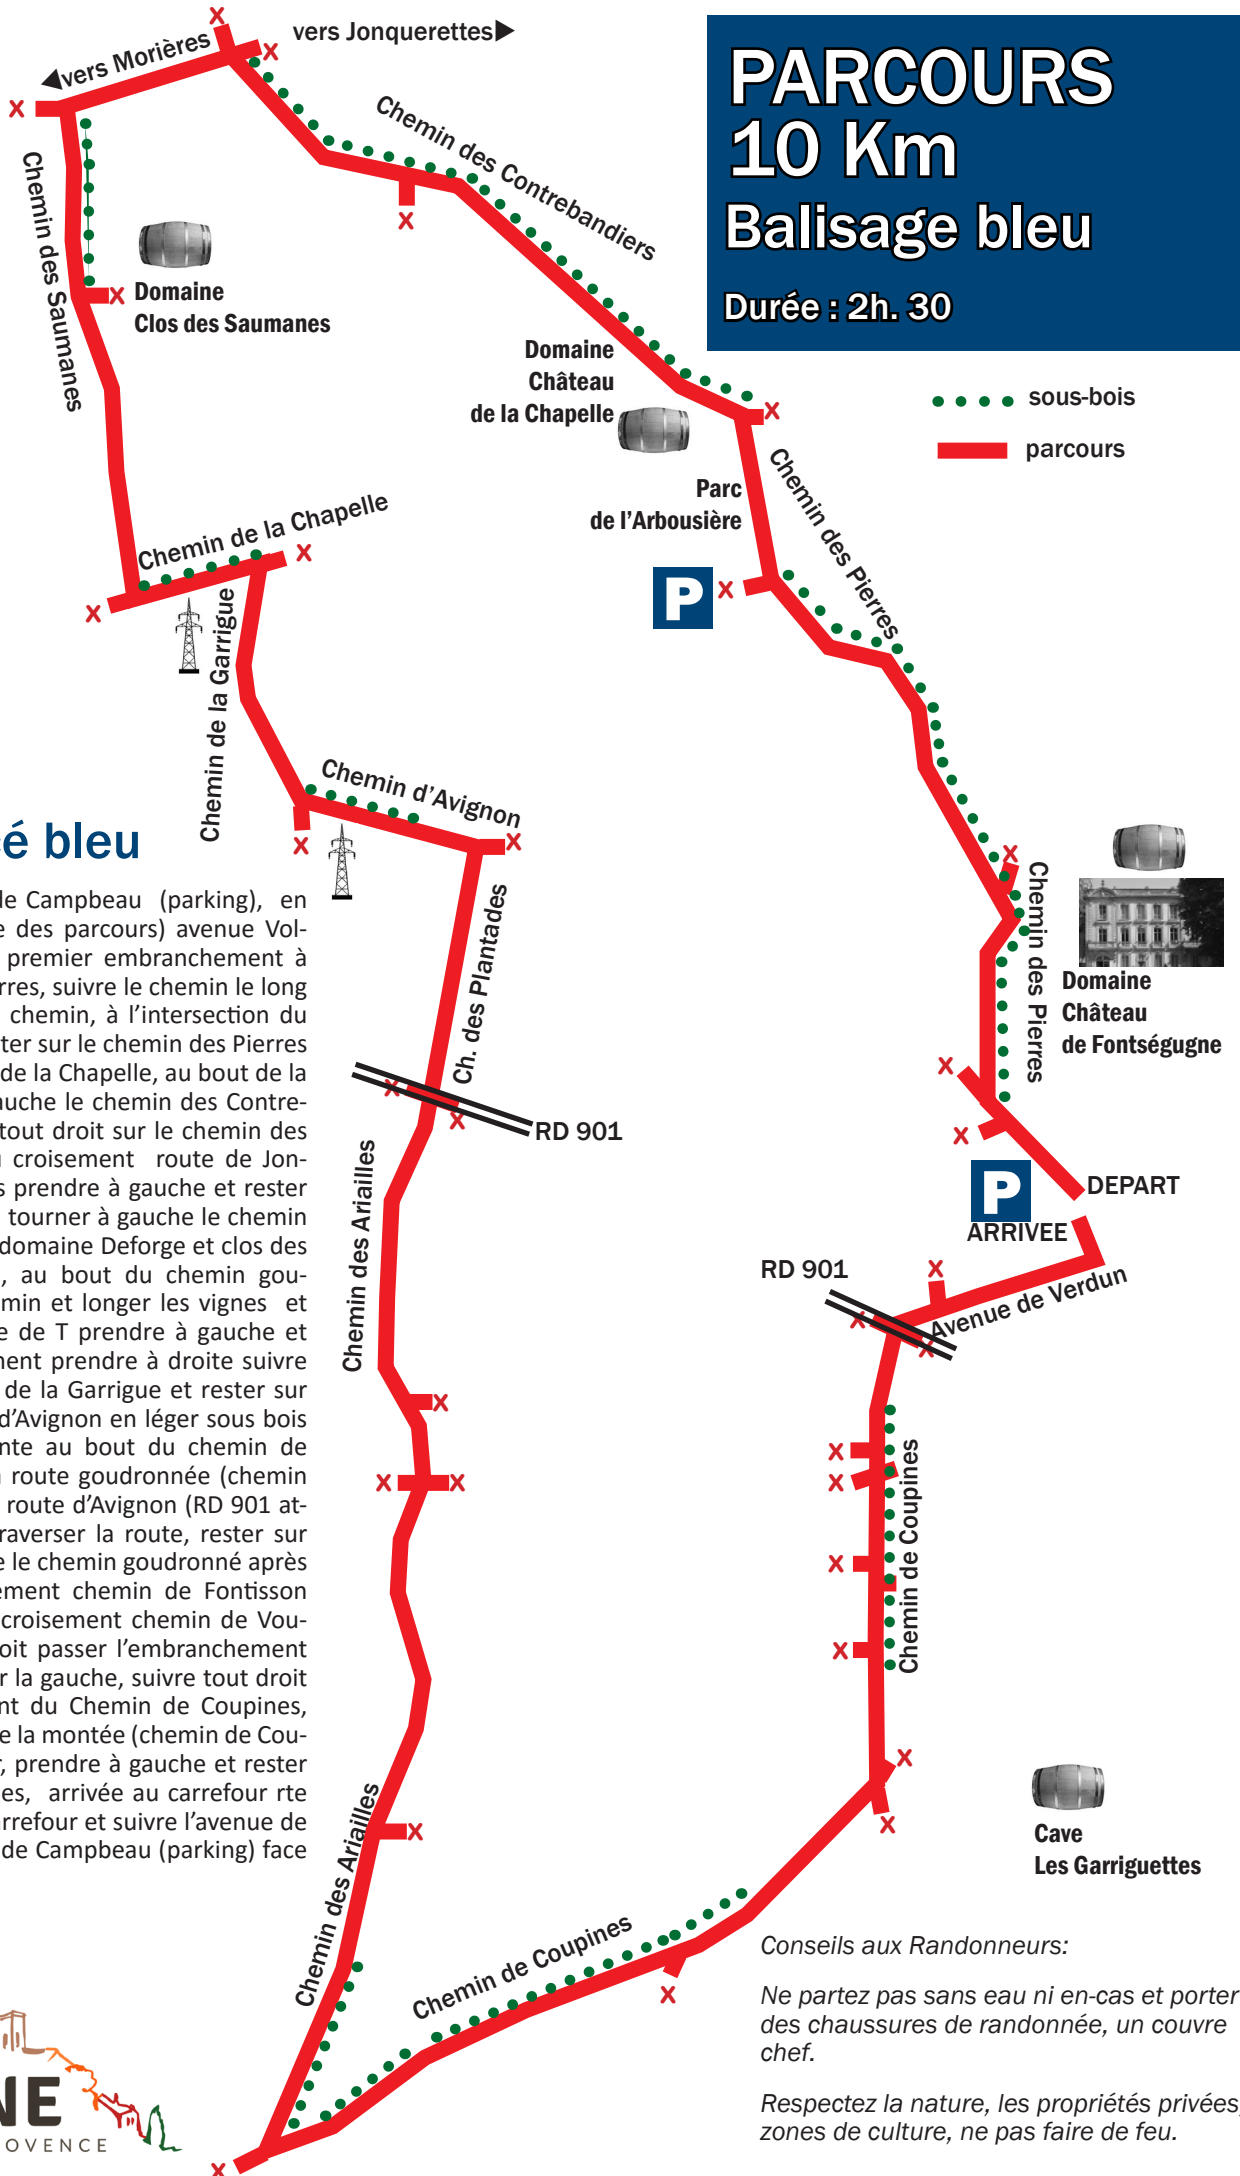 vers Jonquerettes
vers Morières
PARCOURS
10 Km
Balisage bleu
Durée : 2h. 30
Chemin des Contrebandiers
Chemin des Saumanes
Domaine
Clos des Saumanes
Domaine
Château
de la Chapelle
sous-bois
parcours
Parc
de l'Arbousière
Chemin des Pierres
P
Chemin de la Chapelle
Chemin de la Garrigue
Chemin d'Avignon
Ch. des Plantades
Chemin des Pierres
Domaine
Château
de Fontségugne
RD 901
DEPART
P
ARRIVEE
RD 901
Avenue de Verdun
Chemin des Ariailles
Chemin de Coupines
Cave
Les Garriguettes
Chemin des Ariailles
Chemin de Coupines
é bleu
de Campbeau (parking), en
e des parcours) avenue Vol-
premier embranchement à
rres, suivre le chemin le long
chemin, à l'intersection du
ter sur le chemin des Pierres
de la Chapelle, au bout de la
auche le chemin des Contre-
tout droit sur le chemin des
u croisement route de Jon-
s prendre à gauche et rester
tourner à gauche le chemin
domaine Deforge et clos des
, au bout du chemin gou-
min et longer les vignes et
e de T prendre à gauche et
ment prendre à droite suivre
de la Garrigue et rester sur
d'Avignon en léger sous bois
nte au bout du chemin de
route goudronnée (chemin
route d'Avignon (RD 901 at-
raverser la route, rester sur
e le chemin goudronné après
ement chemin de Fontisson
croisement chemin de Vou-
oit passer l'embranchement
r la gauche, suivre tout droit
nt du Chemin de Coupines,
e la montée (chemin de Cou-
r, prendre à gauche et rester
es, arrivée au carrefour rte
arrefour et suivre l'avenue de
de Campbeau (parking) face
NE
OVENCE
Conseils aux Randonneurs:
Ne partez pas sans eau ni en-cas et porter
des chaussures de randonnée, un couvre
chef.
Respectez la nature, les propriétés privées,
zones de culture, ne pas faire de feu.